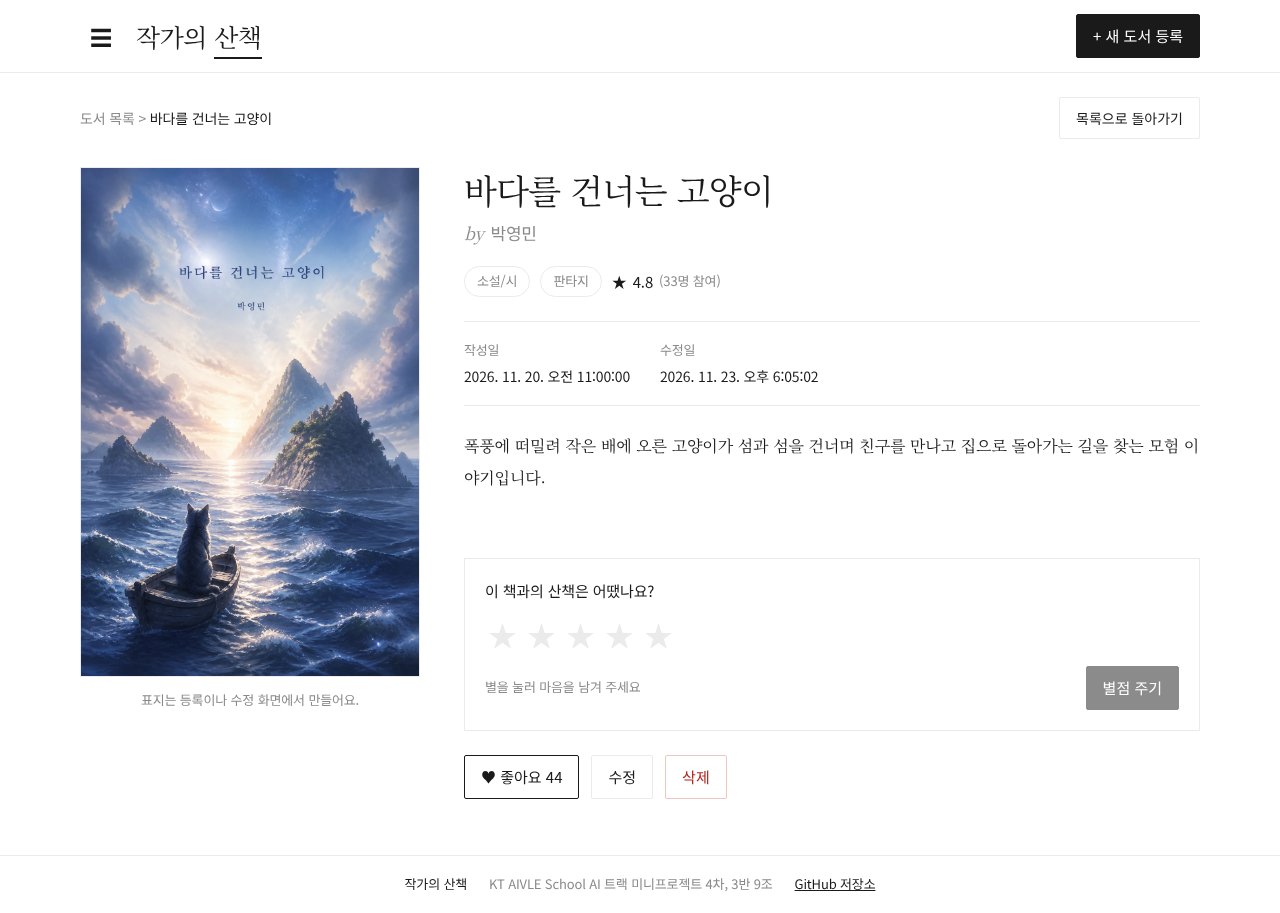 작가의 산책
+ 새 도서 등록
도서 목록 > 바다를 건너는 고양이
목록으로 돌아가기
바다를 건너는 고양이
박영민
표지는 등록이나 수정 화면에서 만들어요.
바다를 건너는 고양이
by 박영민
소설/시
판타지
★ 4.8 (33명 참여)
작성일
2026. 11. 20. 오전 11:00:00
수정일
2026. 11. 23. 오후 6:05:02
폭풍에 떠밀려 작은 배에 오른 고양이가 섬과 섬을 건너며 친구를 만나고 집으로 돌아가는 길을 찾는 모험 이
야기입니다.
이 책과의 산책은 어땠나요?
★ ★ ★ ★ ★
별을 눌러 마음을 남겨 주세요
별점 주기
♥ 좋아요 44
수정
삭제
작가의 산책
KT AIVLE School AI 트랙 미니프로젝트 4차, 3반 9조
GitHub 저장소